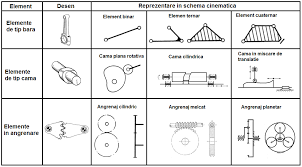 Element
Desen
Reprezentare in schema cinematica
Elemente
de tip bara
Element binar
Element ternar
Element custernar
Elemente
de tip cama
Cama plana rotativa
Cama cilindrica
Cama in miscare de
translatie
Elemente
in angrenare
Angrenaj cilindric
Angrenaj melcat
Angrenaj planetar